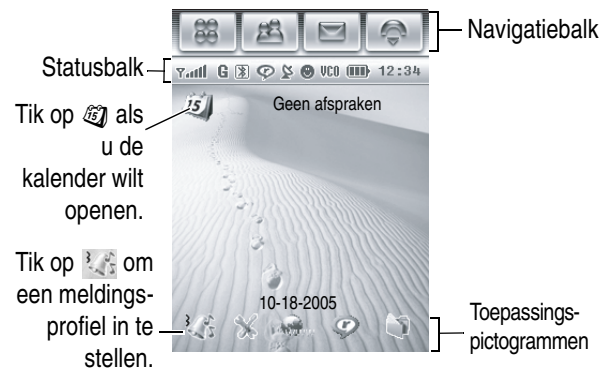 Navigatiebalk
Statusbalk
G VCO 12:34
Tik op als
u de
kalender wilt
openen.
15
Geen afspraken
Tik op om
een meldings-
profiel in te
stellen.
10-18-2005
Toepassings-
pictogrammen